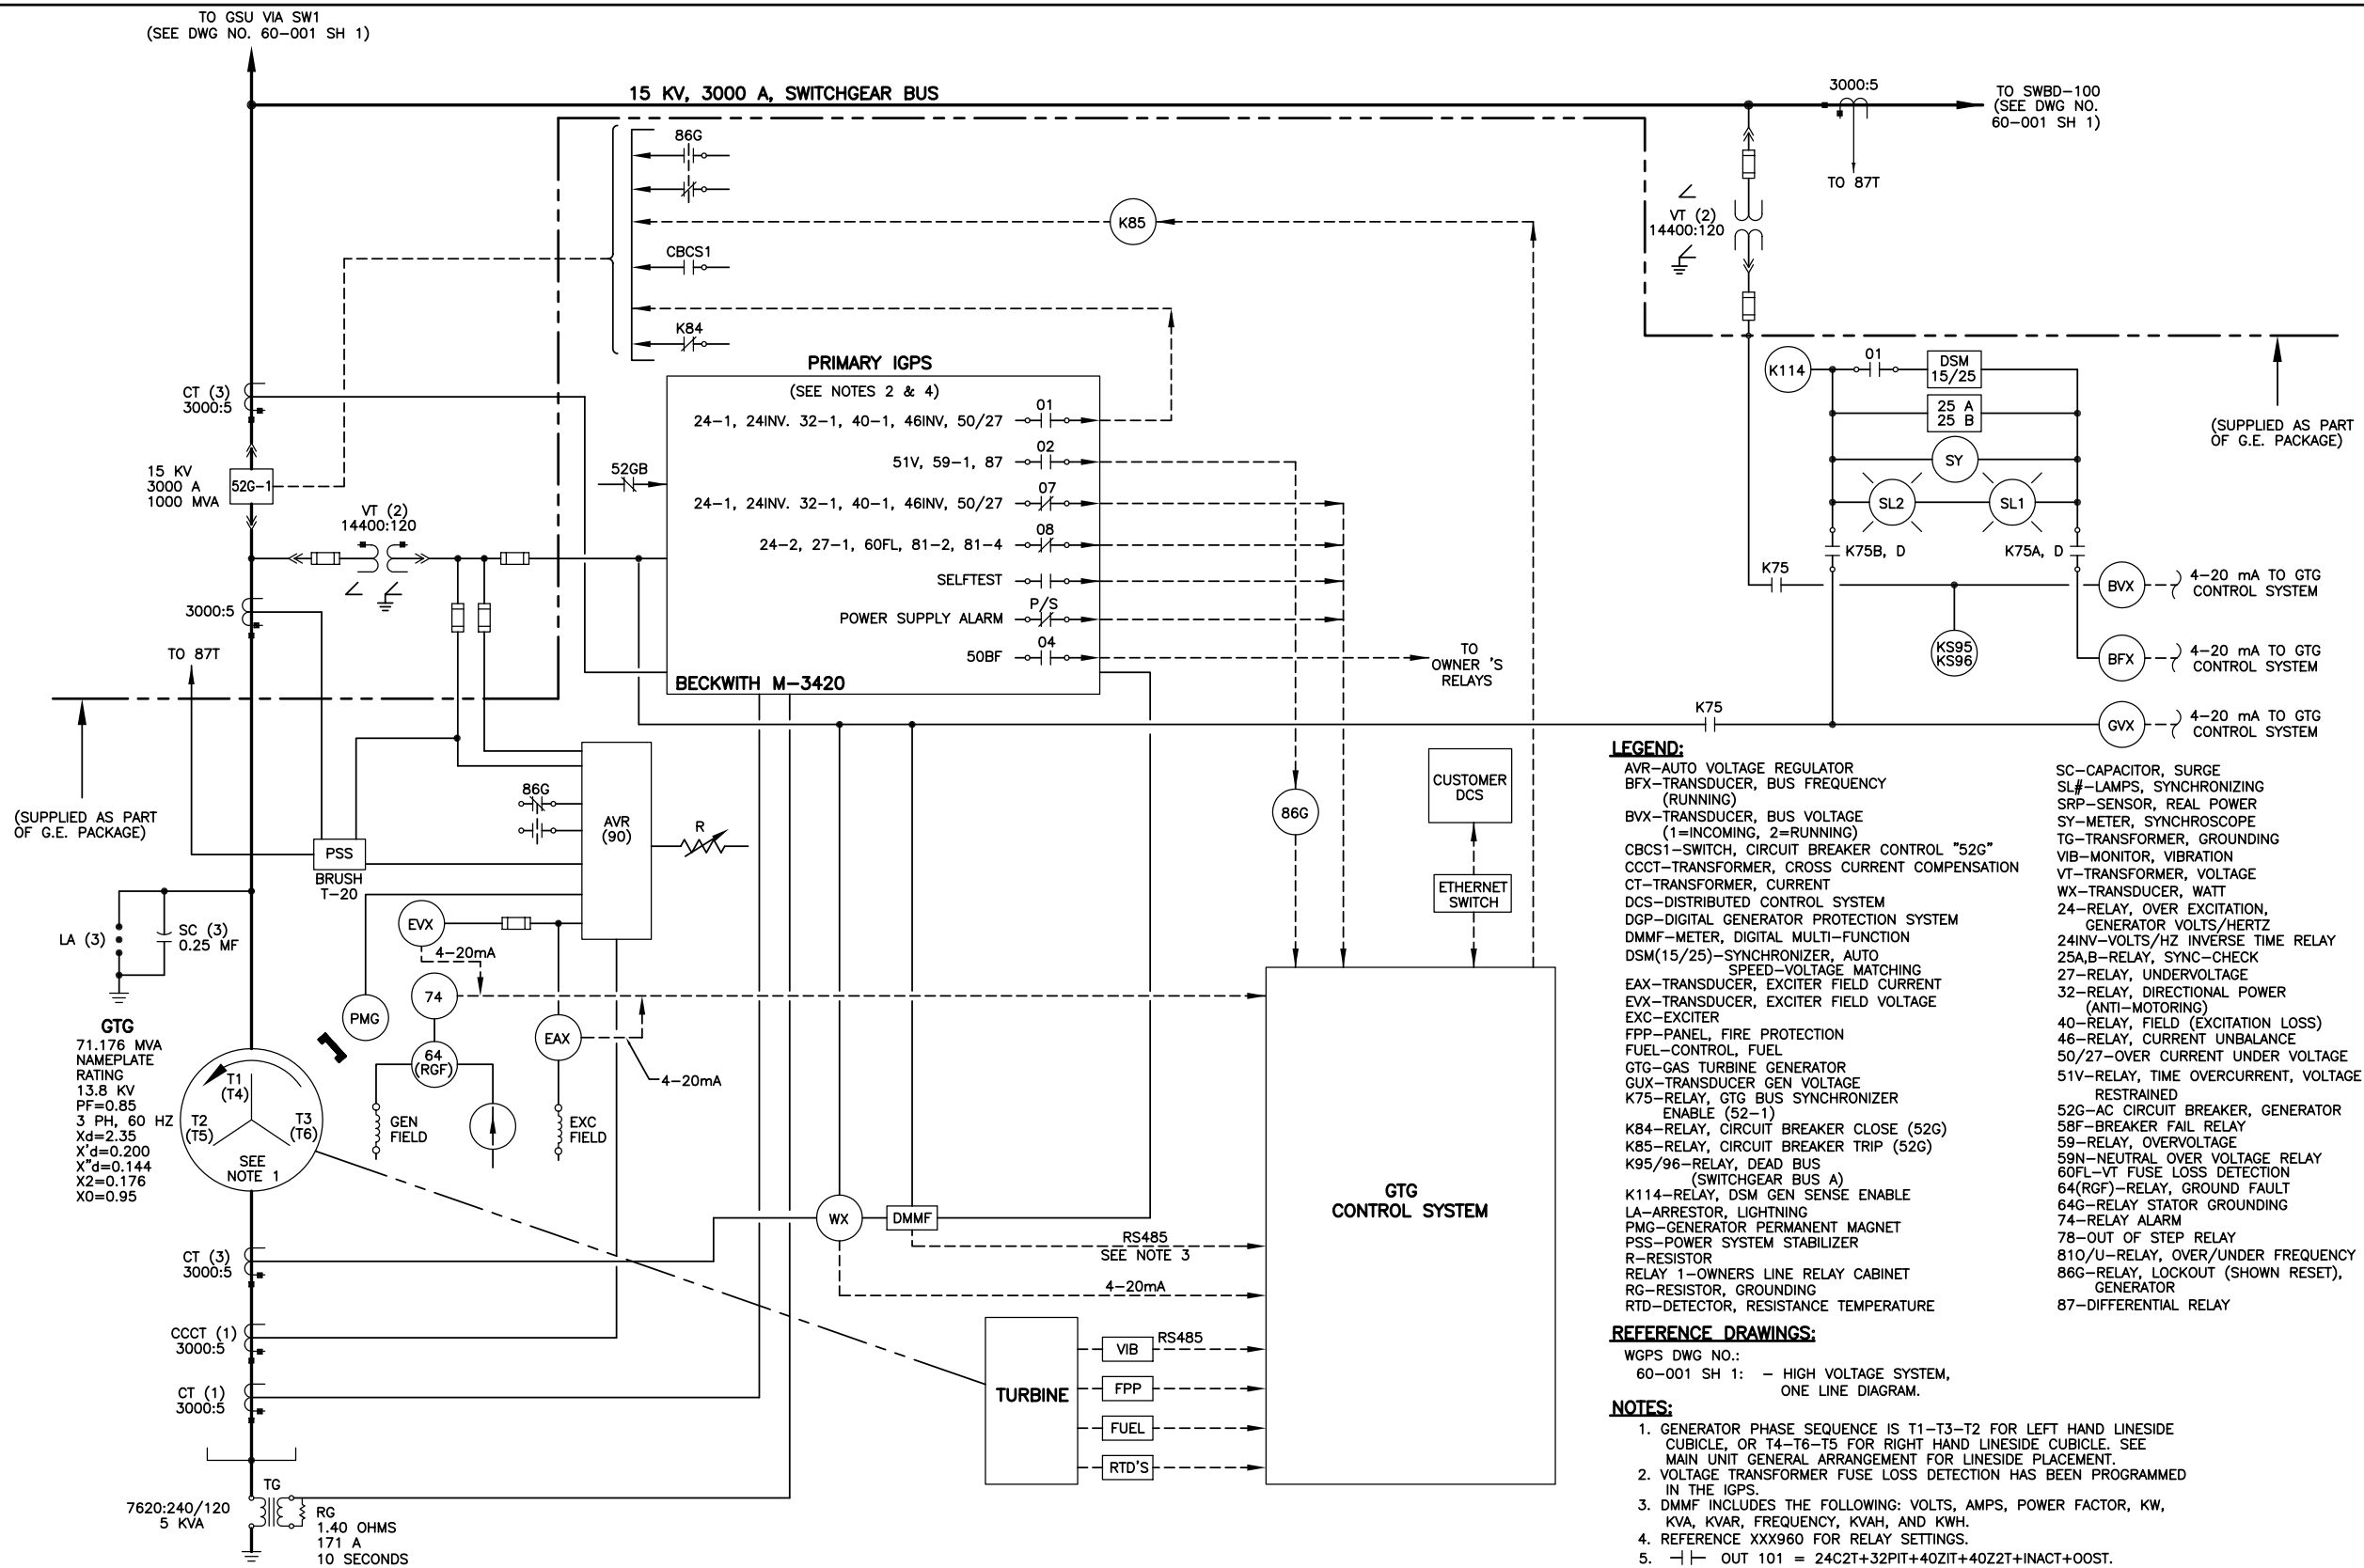 TO GSU VIA SW1
(SEE DWG NO. 60-001 SH 1)
15 KV, 3000 A, SWITCHGEAR BUS
3000:5
TO SWBD-100
(SEE DWG NO.
60-001 SH 1)
TO 87T
86G
K85
CBCS1
K84
VT (2)
14400:120
PRIMARY IGPS
(SEE NOTES 2 & 4)
24-1, 24INV. 32-1, 40-1, 46INV, 50/27
01
51V, 59-1, 87
02
24-1, 24INV. 32-1, 40-1, 46INV, 50/27
07
24-2, 27-1, 60FL, 81-2, 81-4
08
SELFTEST
POWER SUPPLY ALARM
P/S
50BF
04
BECKWITH M-3420
52GB
TO
OWNER 'S
RELAYS
CT (3)
3000:5
15 KV
3000 A
1000 MVA
52G-1
VT (2)
14400:120
3000:5
TO 87T
(SUPPLIED AS PART
OF G.E. PACKAGE)
K114
01
DSM
15/25
25 A
25 B
SY
SL2
SL1
K75B, D
K75A, D
K75
KS95
KS96
BVX
4-20 mA TO GTG
CONTROL SYSTEM
BFX
4-20 mA TO GTG
CONTROL SYSTEM
K75
GVX
4-20 mA TO GTG
CONTROL SYSTEM
(SUPPLIED AS PART
OF G.E. PACKAGE)
PSS
BRUSH
T-20
86G
AVR
(90)
R
86G
CUSTOMER
DCS
ETHERNET
SWITCH
LA (3)
SC (3)
0.25 MF
EVX
4-20mA
74
PMG
64
(RGF)
EAX
4-20mA
GEN
FIELD
EXC
FIELD
GTG
71.176 MVA
NAMEPLATE
RATING
13.8 KV
PF=0.85
3 PH, 60 HZ
Xd=2.35
X'd=0.200
X"d=0.144
X2=0.176
X0=0.95
1
T1
(T4)
T2
(T5)
T3
(T6)
SEE
NOTE 1
WX
DMMF
RS485
SEE NOTE 3
4-20mA
GTG
CONTROL SYSTEM
CT (3)
3000:5
CCCT (1)
3000:5
CT (1)
3000:5
TURBINE
VIB
RS485
FPP
FUEL
RTD'S
TG
7620:240/120
5 KVA
RG
1.40 OHMS
171 A
10 SECONDS
LEGEND:
AVR-AUTO VOLTAGE REGULATOR
BFX-TRANSDUCER, BUS FREQUENCY
(RUNNING)
BVX-TRANSDUCER, BUS VOLTAGE
(1=INCOMING, 2=RUNNING)
CBCS1-SWITCH, CIRCUIT BREAKER CONTROL "52G"
CCCT-TRANSFORMER, CROSS CURRENT COMPENSATION
CT-TRANSFORMER, CURRENT
DCS-DISTRIBUTED CONTROL SYSTEM
DGP-DIGITAL GENERATOR PROTECTION SYSTEM
DMMF-METER, DIGITAL MULTI-FUNCTION
DSM(15/25)-SYNCHRONIZER, AUTO
SPEED-VOLTAGE MATCHING
EAX-TRANSDUCER, EXCITER FIELD CURRENT
EVX-TRANSDUCER, EXCITER FIELD VOLTAGE
EXC-EXCITER
FPP-PANEL, FIRE PROTECTION
FUEL-CONTROL, FUEL
GTG-GAS TURBINE GENERATOR
GUX-TRANSDUCER GEN VOLTAGE
K75-RELAY, GTG BUS SYNCHRONIZER
ENABLE (52-1)
K84-RELAY, CIRCUIT BREAKER CLOSE (52G)
K85-RELAY, CIRCUIT BREAKER TRIP (52G)
K95/96-RELAY, DEAD BUS
(SWITCHGEAR BUS A)
K114-RELAY, DSM GEN SENSE ENABLE
LA-ARRESTOR, LIGHTNING
PMG-GENERATOR PERMANENT MAGNET
PSS-POWER SYSTEM STABILIZER
R-RESISTOR
RELAY 1-OWNERS LINE RELAY CABINET
RG-RESISTOR, GROUNDING
RTD-DETECTOR, RESISTANCE TEMPERATURE
SC-CAPACITOR, SURGE
SL#-LAMPS, SYNCHRONIZING
SRP-SENSOR, REAL POWER
SY-METER, SYNCHROSCOPE
TG-TRANSFORMER, GROUNDING
VIB-MONITOR, VIBRATION
VT-TRANSFORMER, VOLTAGE
WX-TRANSDUCER, WATT
24-RELAY, OVER EXCITATION,
GENERATOR VOLTS/HERTZ
24INV-VOLTS/HZ INVERSE TIME RELAY
25A,B-RELAY, SYNC-CHECK
27-RELAY, UNDERVOLTAGE
32-RELAY, DIRECTIONAL POWER
(ANTI-MOTORING)
40-RELAY, FIELD (EXCITATION LOSS)
46-RELAY, CURRENT UNBALANCE
50/27-OVER CURRENT UNDER VOLTAGE
51V-RELAY, TIME OVERCURRENT, VOLTAGE
RESTRAINED
52G-AC CIRCUIT BREAKER, GENERATOR
58F-BREAKER FAIL RELAY
59-RELAY, OVERVOLTAGE
59N-NEUTRAL OVER VOLTAGE RELAY
60FL-VT FUSE LOSS DETECTION
64(RGF)-RELAY, GROUND FAULT
64G-RELAY STATOR GROUNDING
74-RELAY ALARM
78-OUT OF STEP RELAY
81O/U-RELAY, OVER/UNDER FREQUENCY
86G-RELAY, LOCKOUT (SHOWN RESET),
GENERATOR
87-DIFFERENTIAL RELAY
REFERENCE DRAWINGS:
WGPS DWG NO.:
60-001 SH 1: - HIGH VOLTAGE SYSTEM,
ONE LINE DIAGRAM.
NOTES:
1. GENERATOR PHASE SEQUENCE IS T1-T3-T2 FOR LEFT HAND LINESIDE
CUBICLE, OR T4-T6-T5 FOR RIGHT HAND LINESIDE CUBICLE. SEE
MAIN UNIT GENERAL ARRANGEMENT FOR LINESIDE PLACEMENT.
2. VOLTAGE TRANSFORMER FUSE LOSS DETECTION HAS BEEN PROGRAMMED
IN THE IGPS.
3. DMMF INCLUDES THE FOLLOWING: VOLTS, AMPS, POWER FACTOR, KW,
KVA, KVAR, FREQUENCY, KVAH, AND KWH.
4. REFERENCE XXX960 FOR RELAY SETTINGS.
5. OUT 101 = 24C2T+32PIT+40ZIT+40Z2T+INACT+OOST.